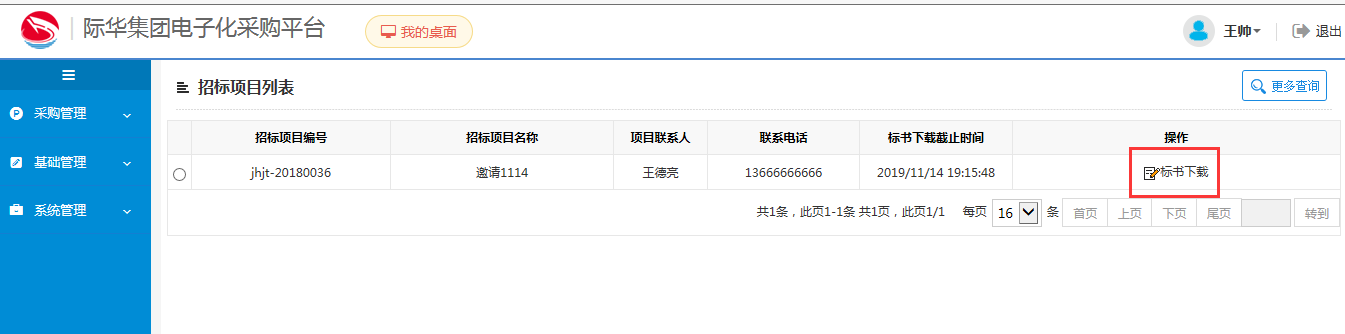 际华集团电子化采购平台
我的桌面
王帅
退出
采购管理
基础管理
系统管理
招标项目列表
更多查询
招标项目编号 招标项目名称 项目联系人 联系电话 标书下载截止时间 操作
jhjt-20180036 邀请1114 王德亮 13666666666 2019/11/14 19:15:48 标书下载
共1条，此页1-1条 共1页，此页1/1 每页 16 条 首页 上页 下页 尾页 转到